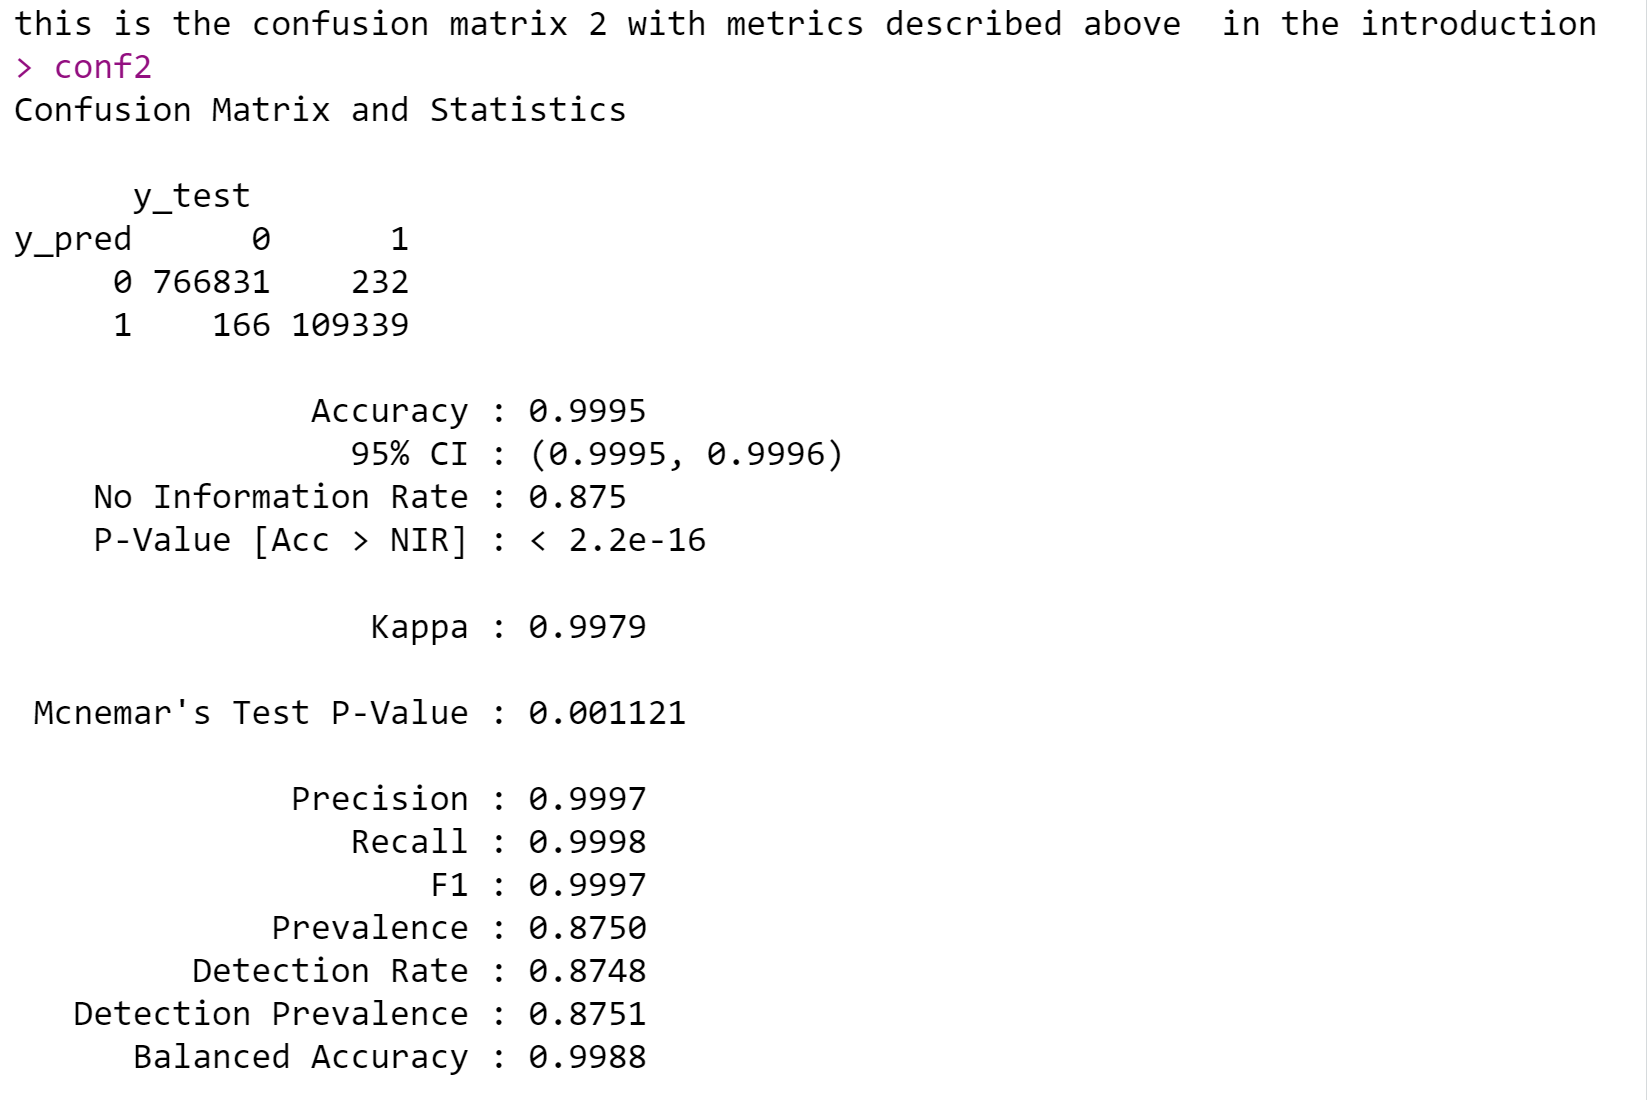 this is the confusion matrix 2 with metrics described above  in the introduction
> conf2
Confusion Matrix and Statistics
      y_test
y_pred      0      1
     0 766831    232
     1    166 109339
               Accuracy : 0.9995
                 95% CI : (0.9995, 0.9996)
    No Information Rate : 0.875
    P-Value [Acc > NIR] : < 2.2e-16
                  Kappa : 0.9979
 Mcnemar's Test P-Value : 0.001121
              Precision : 0.9997
                 Recall : 0.9998
                     F1 : 0.9997
             Prevalence : 0.8750
         Detection Rate : 0.8748
   Detection Prevalence : 0.8751
      Balanced Accuracy : 0.9988